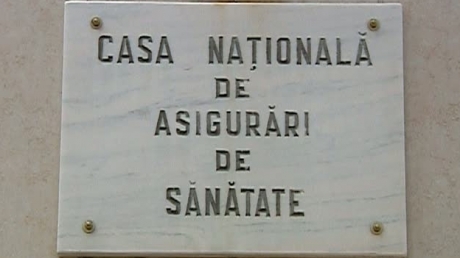 CASA NAȚIONALĂ
DE
ASIGURĂRI
DE
SĂNĂTATE